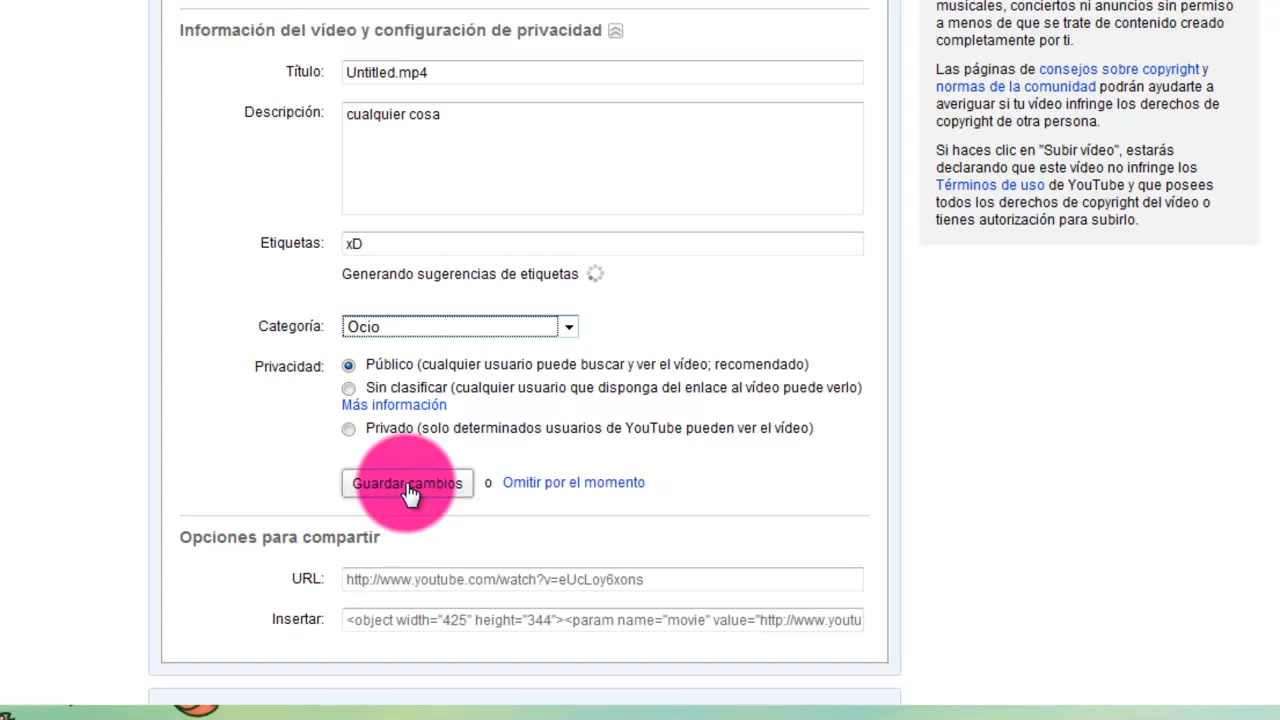 musicales, conciertos ni anuncios sin permiso
a menos de que se trate de contenido creado
completamente por ti.
Las páginas de consejos sobre copyright y
normas de la comunidad podrán ayudarte a
averiguar si tu vídeo infringe los derechos de
copyright de otra persona.
Si haces clic en "Subir vídeo", estarás
declarando que este vídeo no infringe los
Términos de uso de YouTube y que posees
todos los derechos de copyright del vídeo o
tienes autorización para subirlo.
Información del vídeo y configuración de privacidad
Título: Untitled.mp4
Descripción: cualquier cosa
Etiquetas: xD
Generando sugerencias de etiquetas
Categoría: Ocio
Privacidad: Público (cualquier usuario puede buscar y ver el vídeo; recomendado)
Sin clasificar (cualquier usuario que disponga del enlace al vídeo puede verlo)
Más información
Privado (solo determinados usuarios de YouTube pueden ver el vídeo)
Guardar cambios o Omitir por el momento
Opciones para compartir
URL: http://www.youtube.com/watch?v=eUcLoy6xons
Insertar: <object width="425" height="344"><param name="movie" value="http://www.youtu